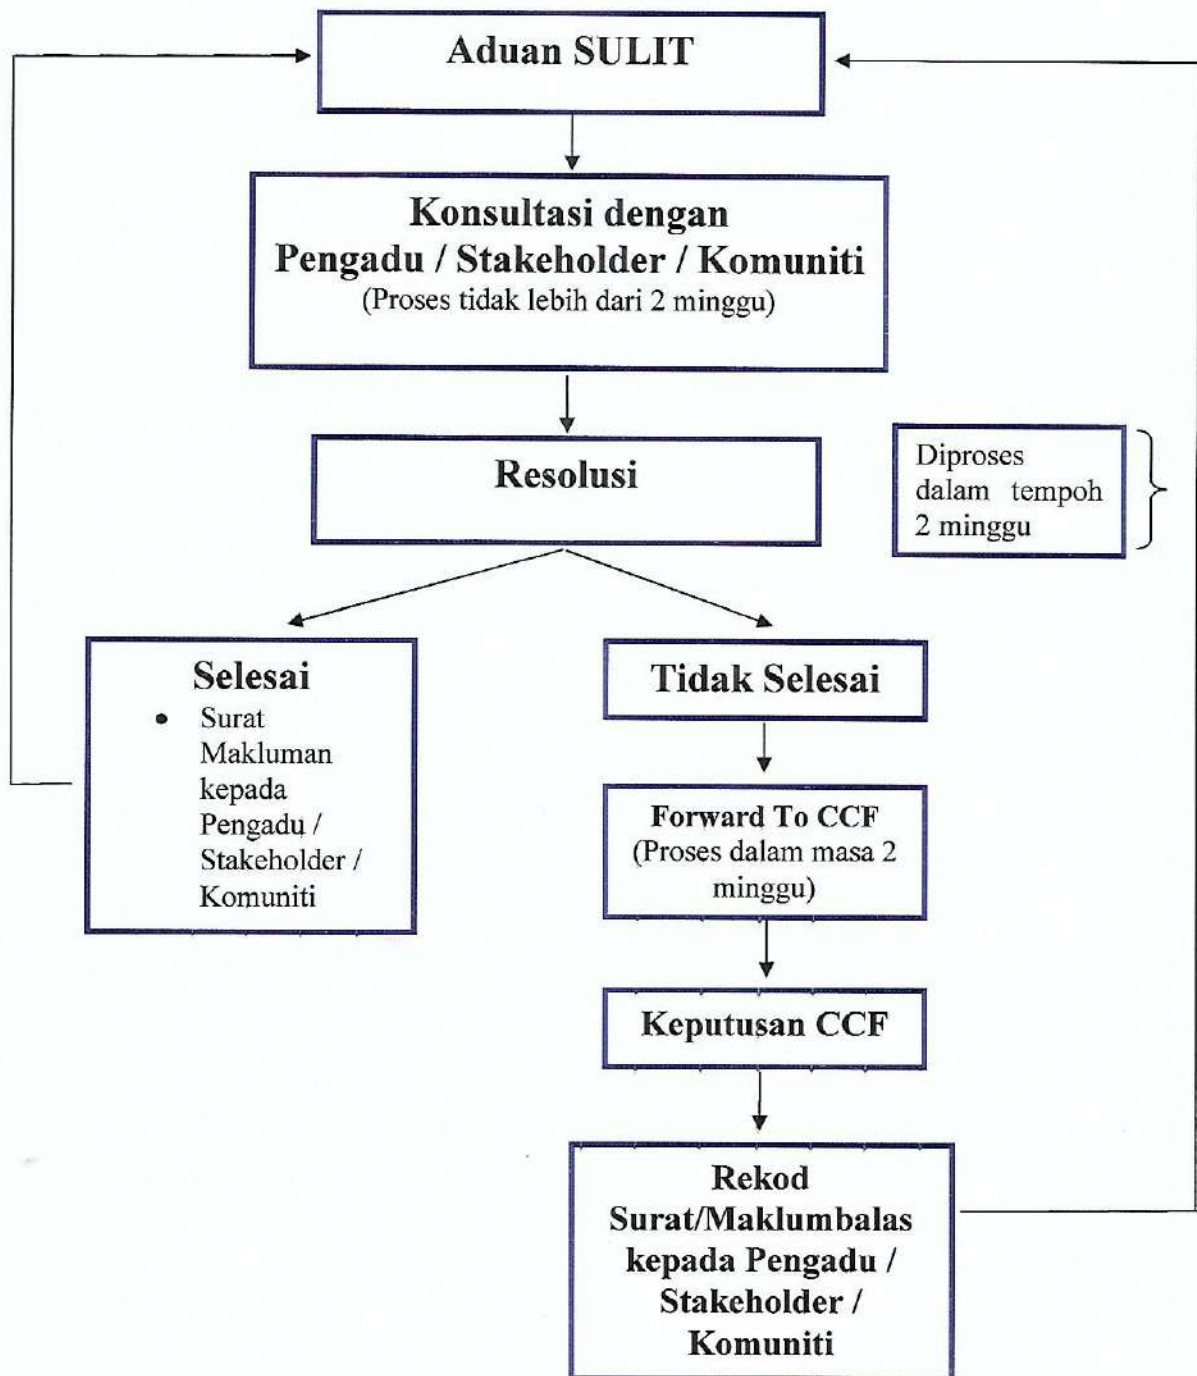 Aduan SULIT
Konsultasi dengan
Pengadu / Stakeholder / Komuniti
(Proses tidak lebih dari 2 minggu)
Resolusi
Diproses
dalam tempoh
2 minggu
Selesai
• Surat
Makluman
kepada
Pengadu /
Stakeholder /
Komuniti
Tidak Selesai
Forward To CCF
(Proses dalam masa 2
minggu)
Keputusan CCF
Rekod
Surat/Maklumbalas
kepada Pengadu /
Stakeholder /
Komuniti